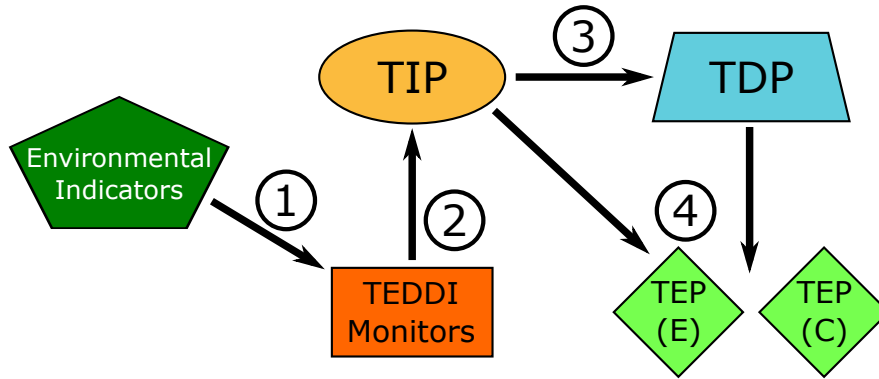 Environmental
Indicators
1
TEDDI
Monitors
2
TIP
3
TDP
4
TEP
(E)
TEP
(C)